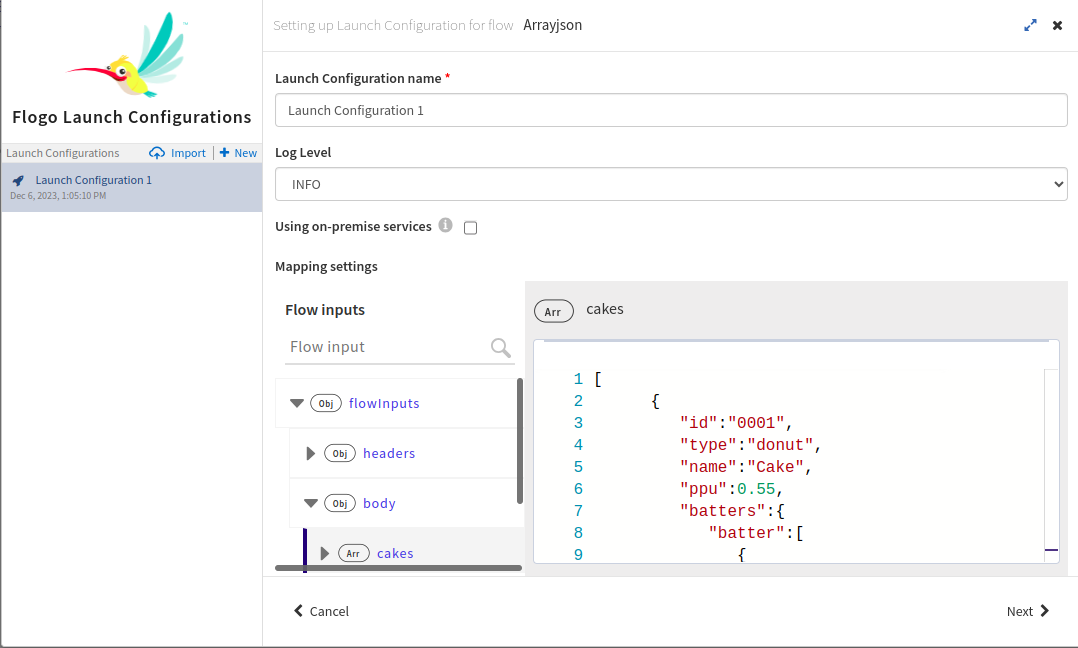 Setting up Launch Configuration for flow Arrayjson
™
Flogo Launch Configurations
Launch Configurations Import New
Launch Configuration 1
Dec 6, 2023, 1:05:10 PM
Launch Configuration name *
Launch Configuration 1
Log Level
INFO
Using on-premise services
Mapping settings
Flow inputs
Flow input
Obj flowInputs
Obj headers
Obj body
Arr cakes
Arr cakes
1 [
2 {
3 "id":"0001",
4 "type":"donut",
5 "name":"Cake",
6 "ppu":0.55,
7 "batters":{
8 "batter":[
9 {
Cancel
Next